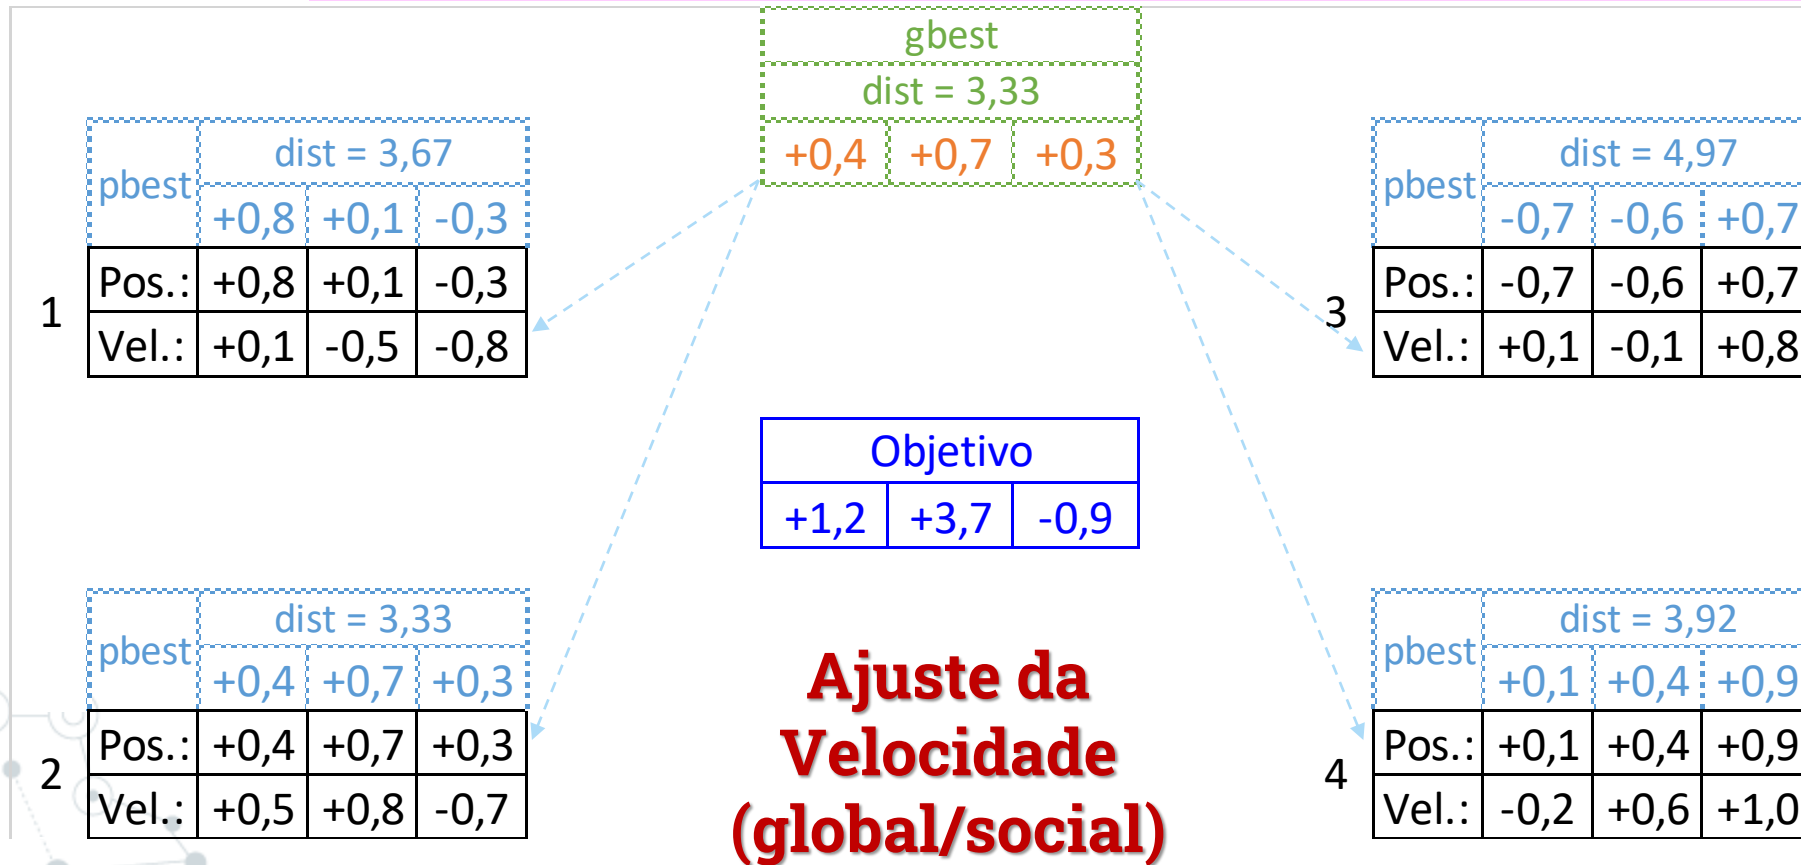 gbest
dist = 3,33
+0,4 +0,7 +0,3
dist = 3,67
pbest
+0,8 +0,1 -0,3
1
Pos.: +0,8 +0,1 -0,3
Vel.: +0,1 -0,5 -0,8
dist = 4,97
pbest
-0,7 -0,6 +0,7
3
Pos.: -0,7 -0,6 +0,7
Vel.: +0,1 -0,1 +0,8
Objetivo
+1,2 +3,7 -0,9
dist = 3,33
pbest
+0,4 +0,7 +0,3
2
Pos.: +0,4 +0,7 +0,3
Vel.: +0,5 +0,8 -0,7
Ajuste da
Velocidade
(global/social)
dist = 3,92
pbest
+0,1 +0,4 +0,9
4
Pos.: +0,1 +0,4 +0,9
Vel.: -0,2 +0,6 +1,0